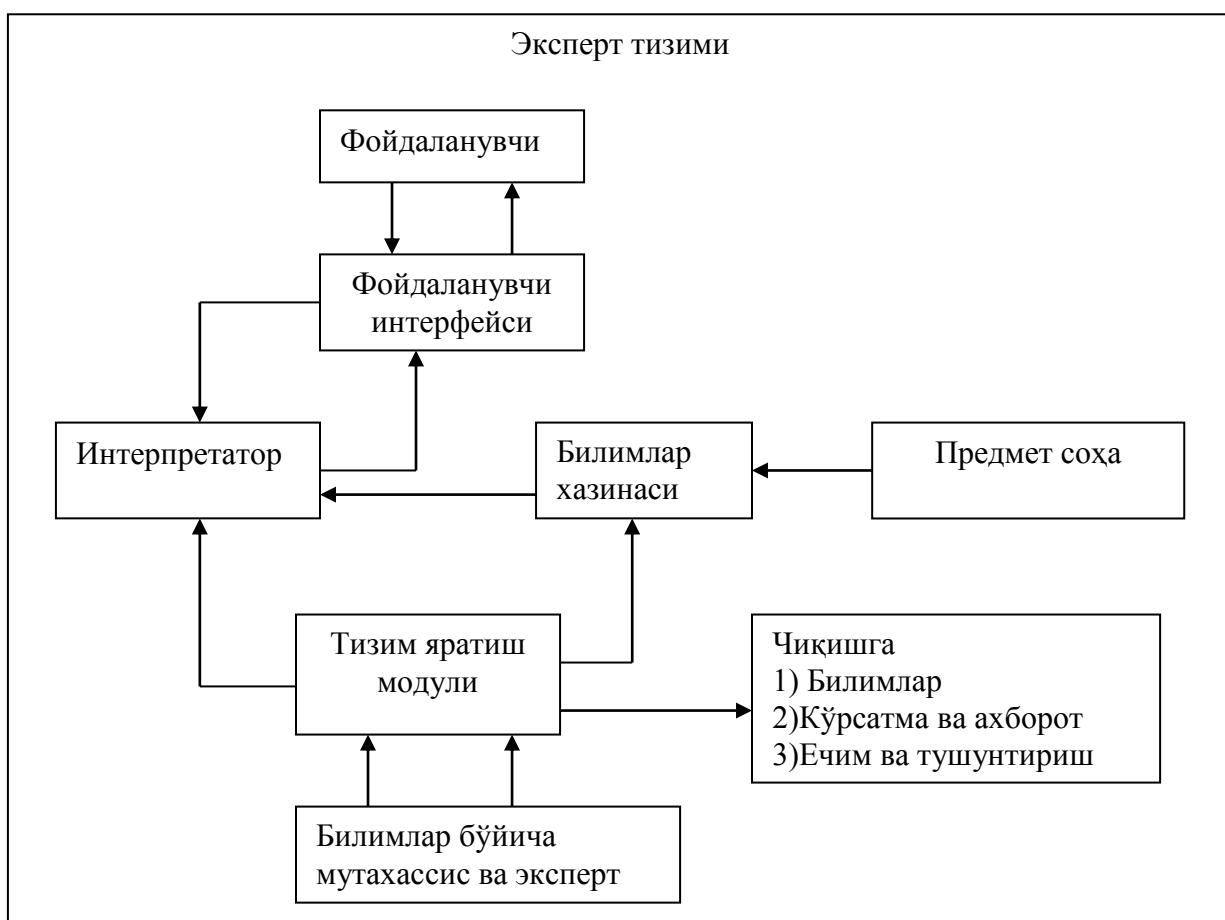 Эксперт тизими
Фойдаланувчи
Фойдаланувчи
интерфейси
Интерпретатор
Билимлар
хазинаси
Предмет соҳа
Тизим яратиш
модули
Чиқишга
1) Билимлар
2)Кўрсатма ва ахборот
3)Ечим ва тушунтириш
Билимлар бўйича
мутахассис ва эксперт